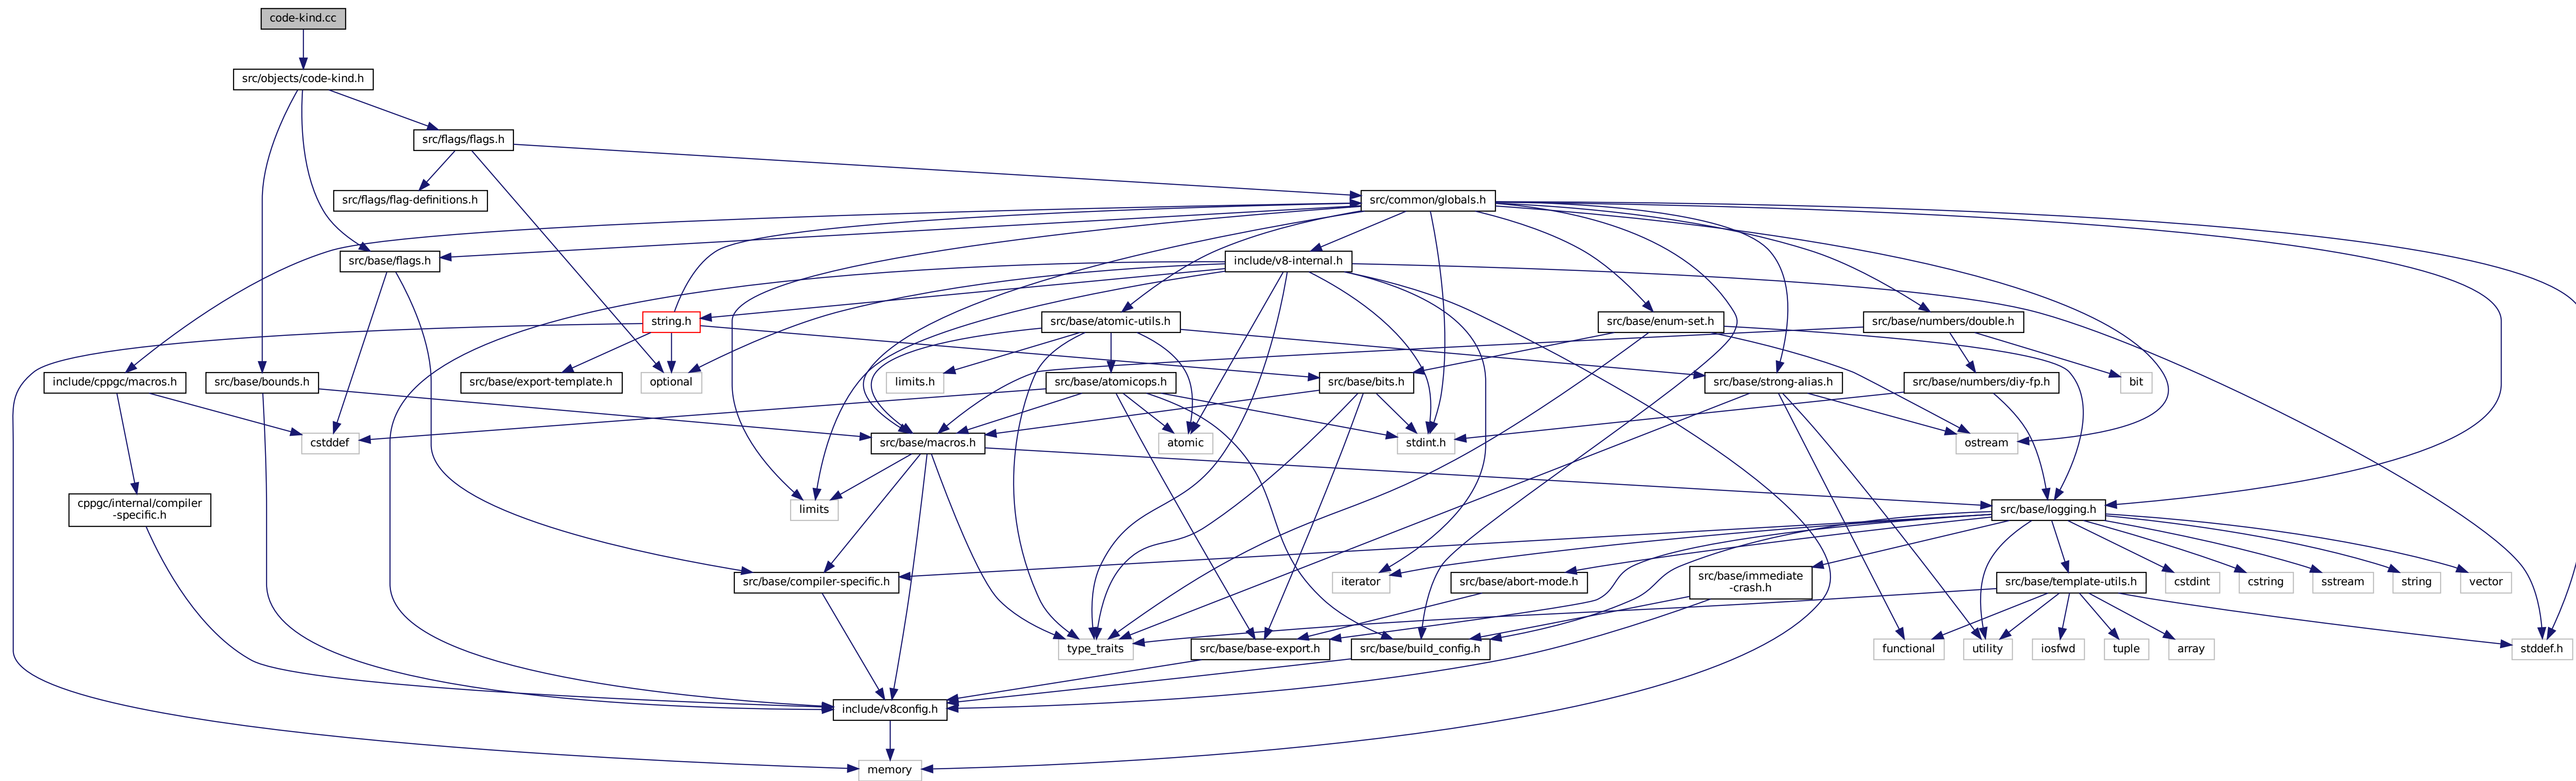 code-kind.cc
src/objects/code-kind.h
src/flags/flags.h
src/flags/flag-definitions.h
src/common/globals.h
src/base/flags.h
include/v8-internal.h
string.h
src/base/atomic-utils.h
src/base/enum-set.h
src/base/numbers/double.h
include/cppgc/macros.h
src/base/bounds.h
src/base/export-template.h
optional
limits.h
src/base/atomicops.h
src/base/bits.h
src/base/strong-alias.h
src/base/numbers/diy-fp.h
bit
cstddef
src/base/macros.h
atomic
stdint.h
ostream
cppgc/internal/compiler
-specific.h
limits
src/base/logging.h
src/base/compiler-specific.h
iterator
src/base/abort-mode.h
src/base/immediate
-crash.h
src/base/template-utils.h
cstdint
cstring
sstream
string
vector
type_traits
src/base/base-export.h
src/base/build_config.h
functional
utility
iosfwd
tuple
array
stddef.h
include/v8config.h
memory